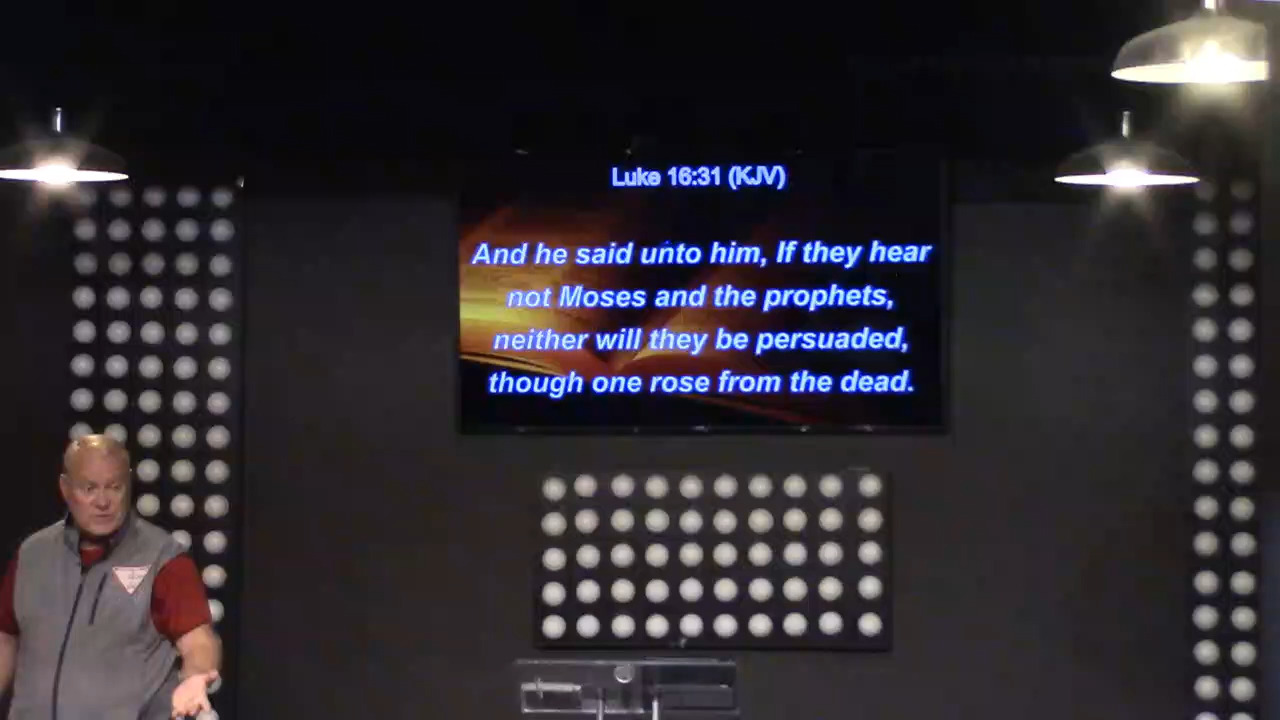 Luke 16:31 (KJV)
And he said unto him, If they hear
not Moses and the prophets,
neither will they be persuaded,
though one rose from the dead.